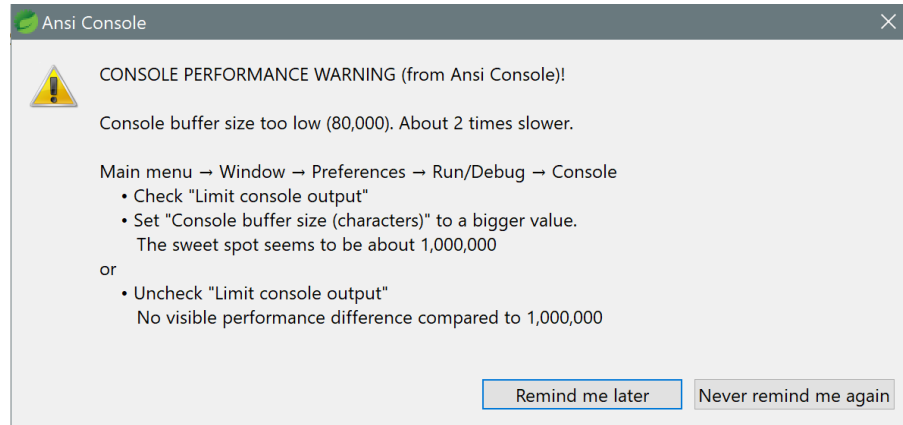 Ansi Console
CONSOLE PERFORMANCE WARNING (from Ansi Console)!
Console buffer size too low (80,000). About 2 times slower.
Main menu → Window → Preferences → Run/Debug → Console
• Check "Limit console output"
• Set "Console buffer size (characters)" to a bigger value.
The sweet spot seems to be about 1,000,000
or
• Uncheck "Limit console output"
No visible performance difference compared to 1,000,000
Remind me later Never remind me again